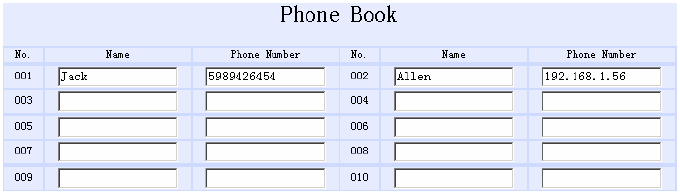 Phone Book
No. Name Phone Number No. Name Phone Number
001 Jack 5989426454 002 Allen 192.168.1.56
003 004
005 006
007 008
009 010